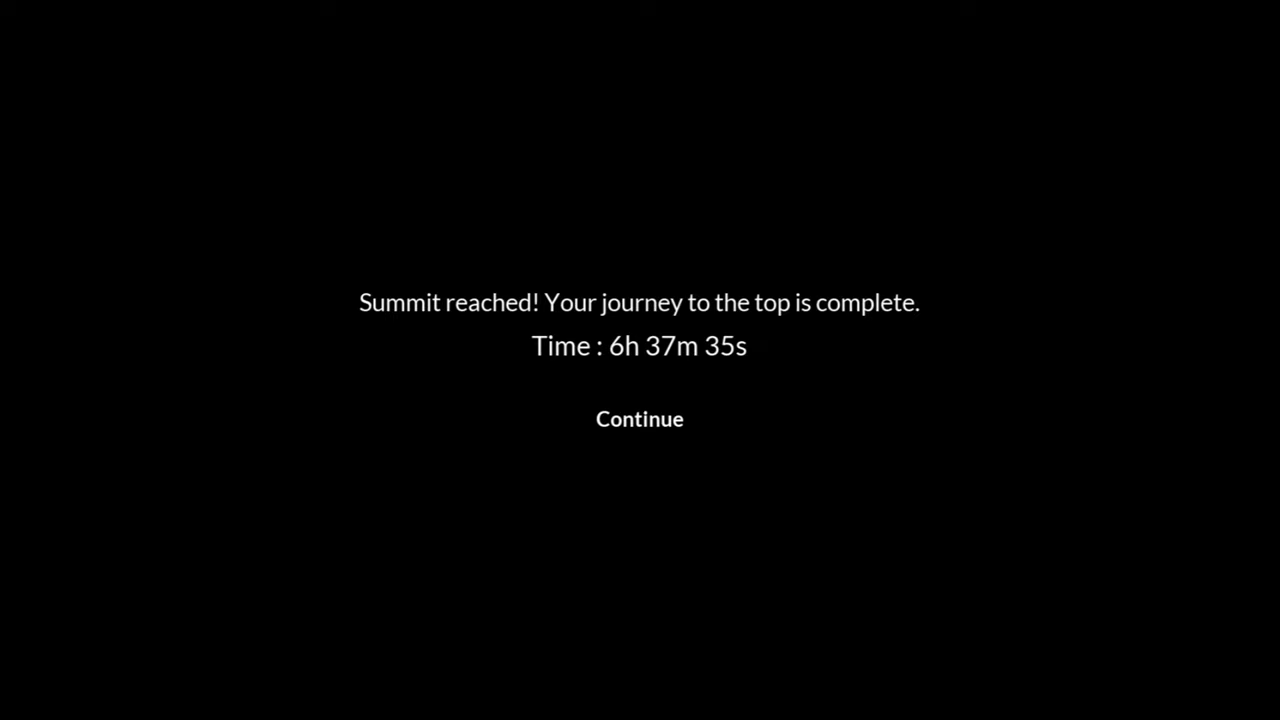 Summit reached! Your journey to the top is complete.
Time : 6h 37m 35s
Continue